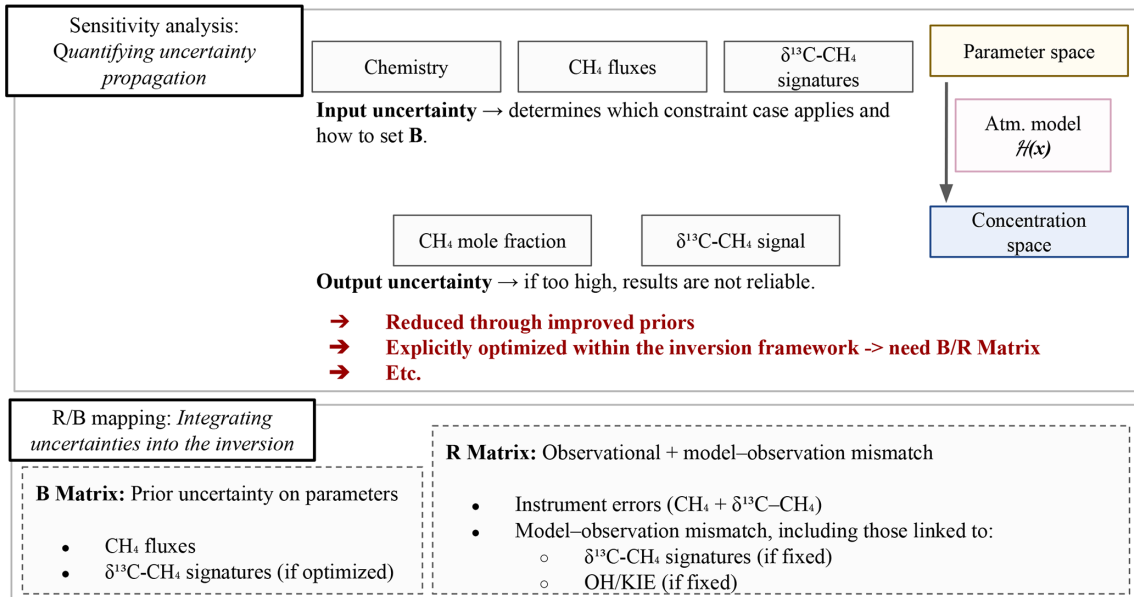 Sensitivity analysis:
Quantifying uncertainty
propagation
Chemistry
CH₄ fluxes
δ¹³C-CH₄
signatures
Parameter space
Input uncertainty → determines which constraint case applies and
how to set B.
Atm. model
ℋ(x)
CH₄ mole fraction
δ¹³C-CH₄ signal
Concentration
space
Output uncertainty → if too high, results are not reliable.
➔ Reduced through improved priors
➔ Explicitly optimized within the inversion framework -> need B/R Matrix
➔ Etc.
R/B mapping: Integrating
uncertainties into the inversion
B Matrix: Prior uncertainty on parameters
● CH₄ fluxes
● δ¹³C-CH₄ signatures (if optimized)
R Matrix: Observational + model–observation mismatch
● Instrument errors (CH₄ + δ¹³C–CH₄)
● Model–observation mismatch, including those linked to:
○ δ¹³C-CH₄ signatures (if fixed)
○ OH/KIE (if fixed)